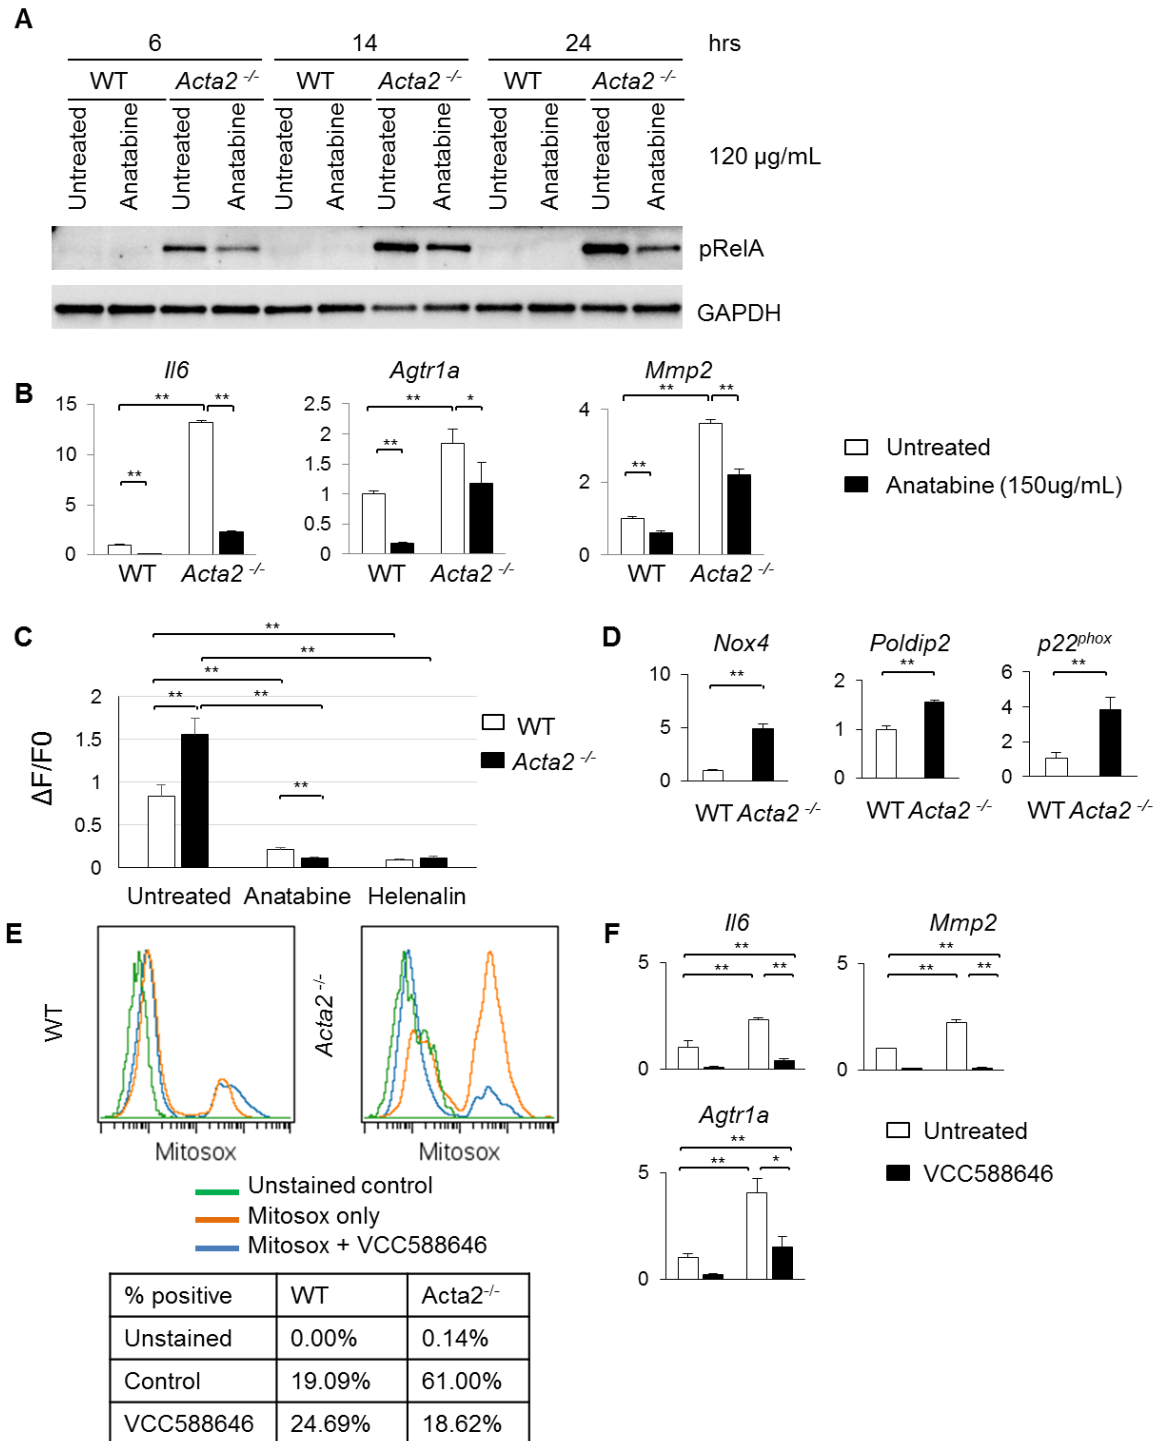 A
6 14 24 hrs
WT Acta2 -/- WT Acta2 -/- WT Acta2 -/-
Untreated Anatabine Untreated Anatabine Untreated Anatabine Untreated Anatabine Untreated Anatabine Untreated Anatabine
120 µg/mL
pRelA
GAPDH
B
Il6 Agtr1a Mmp2
** ** **
15 10 5 0
** ** *
2.5 2 1.5 1 0.5 0
** ** **
4 2 0
WT Acta2 -/- WT Acta2 -/- WT Acta2 -/-
Untreated
Anatabine (150ug/mL)
C
**
**
**
** **
**
2
1.5
1
0.5
0
ΔF/F0
WT
Acta2 -/-
Untreated Anatabine Helenalin
D
Nox4 Poldip2 p22phox
** ** **
10 5 0
2 1 0
6 4 2 0
WT Acta2 -/- WT Acta2 -/- WT Acta2 -/-
E
WT Acta2 -/-
Mitosox Mitosox
Unstained control
Mitosox only
Mitosox + VCC588646
% positive WT Acta2-/-
Unstained 0.00% 0.14%
Control 19.09% 61.00%
VCC588646 24.69% 18.62%
F
Il6 Mmp2
** **
** ** ** **
5 0 5 0
Agtr1a
**
** *
5 0
Untreated
VCC588646